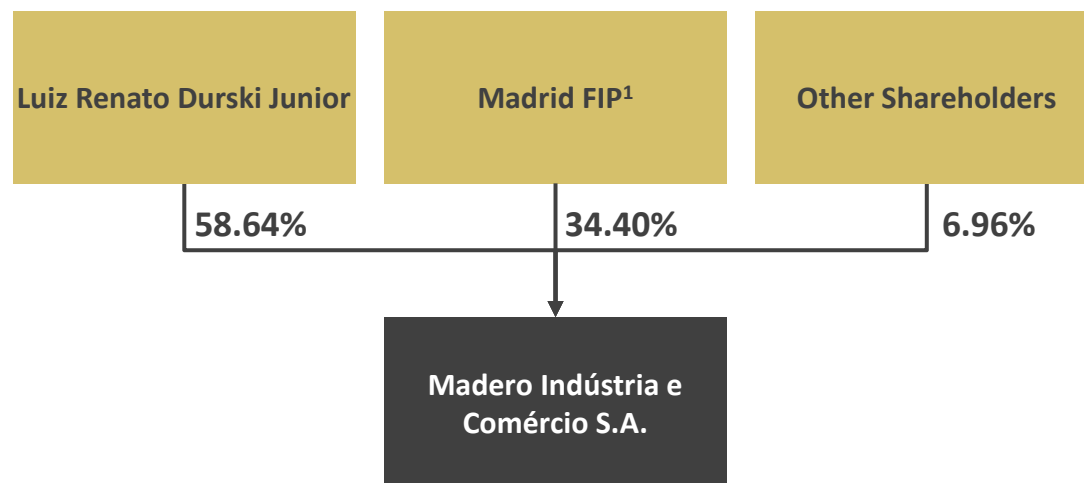 Luiz Renato Durski Junior
Madrid FIP¹
Other Shareholders
58.64%
34.40%
6.96%
Madero Indústria e
Comércio S.A.